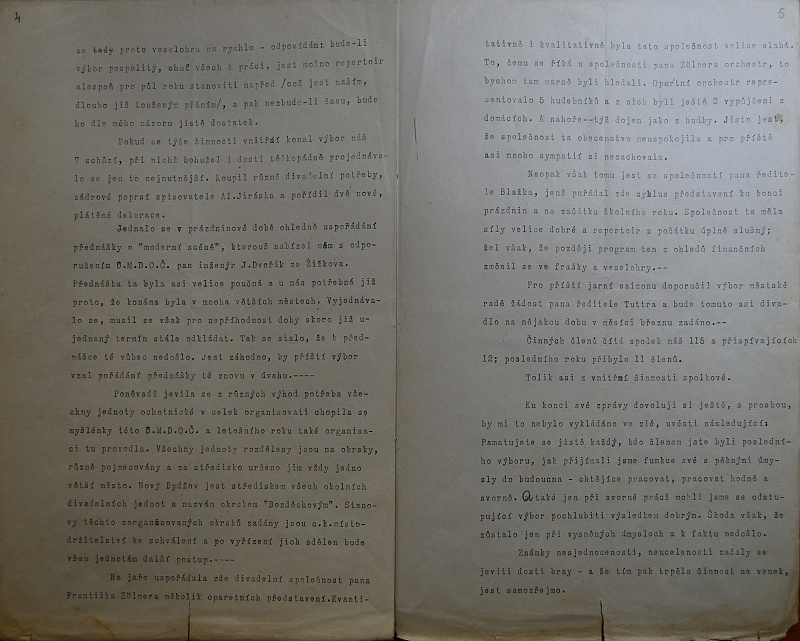 4
se tedy proto veselohra na rychlo - odpovídám: bude-li
výbor pospolitý, chuť všech k práci, jest možno repertoir
alespoň pro půl roku stanoviti napřed /což jest naším,
dlouho již touženým přáním/, a pak nezbude-li času, bude
ho dle mého názoru jistě dostatek.
Pokud se týče činnosti vnitřní konal výbor náš
7 schůzí, při nichž bohužel i dosti těžkopádně projednáva-
lo se jen to nejnutnější. Koupil různé divadelní potřeby,
sádrové poprsí spisovatele Al.Jiráska a pořídil dvě nové,
plátěné dekorace.
Jednalo se v prázdninové době ohledně uspořádání
přednášky o "moderní scéně", kterouž nabízel nám s odpo-
ručením Ú.M.D.O.Č. pan inženýr J.Dvořák ze Žižkova.
Přednáška ta byla asi velice poučná a u nás potřebná již
proto, že konána byla v mnoha větších městech. Vyjednáva-
lo se, musil se však pro nepříhodnost doby skoro již u-
jednaný termín stále odkládat. Tak se stalo, že k před-
nášce té vůbec nedošlo. Jest záhodno, by příští výbor
vzal pořádání přednášky té znovu v úvahu.----
Poněvadž jevila se z různých výhod potřeba vše-
chny jednoty ochotnické v celek organisovati chopila se
myšlénky této Ú.M.D.O.Č. a letošního roku také organisa-
ci tu provedla. Všechny jednoty rozděleny jsou na okrsky,
různě pojmenovány a za středisko určeno jim vždy jedno
větší město. Nový Bydžov jest střediskem všech okolních
divadelních jednot a nazván okrskem "Bozděchovým". Stano-
vy těchto zorganisovaných okrsků zadány jsou c.k.místo-
držitelství ke schválení a po vyřízení jich sdělen bude
všem jednotám další postup.----
Na jaře uspořádala zde divadelní společnost pana
Františka Zölnera několik operetních představení.Kvanti-
5
tativně i kvalitativně byla tato společnost velice slabá.
To, čemu se říká u společnosti pana Zölnera orchestr, to
bychom tam marně byli hledali. Operetní orchestr repre-
sentovalo 5 hudebníků a z nich byli ještě 2 vypůjčeni z
domácích. A nahoře--týž dojem jako z hudby. Jisto jest,
že společnost ta obecenstvo neuspokojila a pro příště
asi mnoho sympatií si nezachovala.
Naopak však tomu jest se společností pana ředite-
le Blažka, jenž pořádal zde cyklus představení ku konci
prázdnin a na začátku školního roku. Společnost ta měla
síly velice dobré a repertoir z počátku úplně slušný;
žel však, že později program ten z ohledů finančních
změnil se ve frašky a veselohry.--
Pro příští jarní saizonu doporučil výbor městské
radě žádost pana ředitele Tuttra a bude tomuto asi diva-
dlo na nějakou dobu v měsíci březnu zadáno.--
Činných členů čítá spolek náš 115 a přispívajících
12; posledního roku přibylo 11 členů.
Tolik asi z vnitřní činnosti spolkové.
Ku konci své zprávy dovoluji si ještě, s prosbou,
by mi to nebylo vykládáno ve zlé, uvésti následující:
Pamatujete se jistě každý, kdo členem jste byli poslední-
ho výboru, jak přijímali jsme funkce své s pěknými úmy-
sly do budoucna - chtějíce pracovat, pracovat hodně a
svorně. A také jen při svorné práci mohli jsme se odstu-
pující výbor pochlubiti výsledkem dobrým. Škoda však, že
zůstalo jen při vysněných úmyslech a k faktu nedošlo.
Známky nesjednocenosti, neucelenosti začaly se
jeviti dosti brzy - a že tím pak trpěla činnost na venek,
jest samozřejmo.